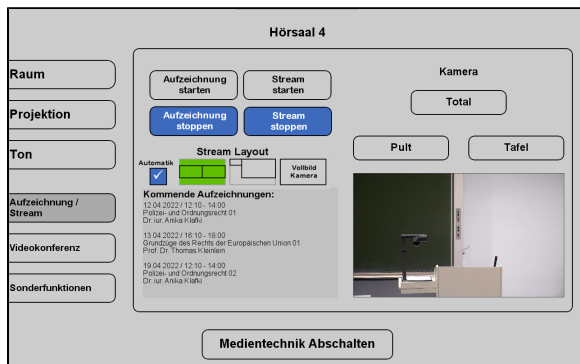 Hörsaal 4
Raum
Projektion
Ton
Aufzeichnung /
Stream
Videokonferenz
Sonderfunktionen
Aufzeichnung
starten
Stream
starten
Aufzeichnung
stoppen
Stream
stoppen
Stream Layout
Automatik
Vollbild
Kamera
Kommende Aufzeichnungen:
12.04.2022 / 12:10 - 14:00
Polizei- und Ordnungsrecht 01
Dr. iur. Anika Klafki
13.04.2022 / 16:10 - 18:00
Grundzüge des Rechts der Europäischen Union 01
Prof. Dr. Thomas Kleinlein
19.04.2022 / 12:10 - 14:00
Polizei- und Ordnungsrecht 02
Dr. iur. Anika Klafki
Kamera
Total
Pult
Tafel
Medientechnik Abschalten